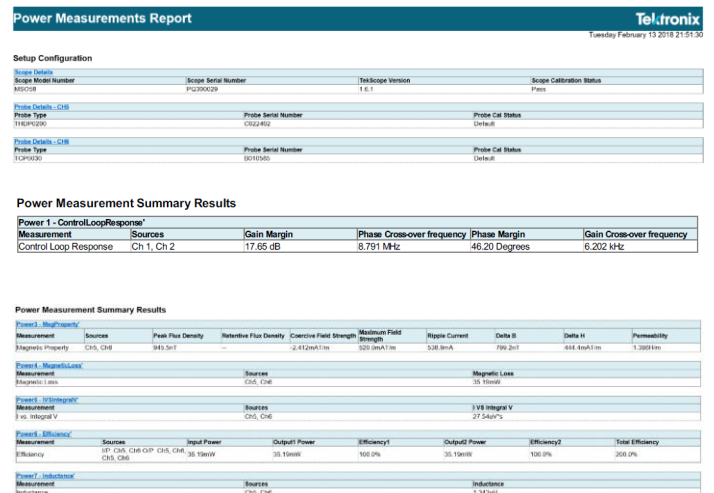 Power Measurements Report Tektronix
Tuesday February 13 2018 21:51:30
Setup Configuration
Scope Details
Scope Model Number Scope Serial Number TekScope Version Scope Calibration Status
MSO58 PQ300029 1.6.1 Pass
Probe Details - CH5
Probe Type Probe Serial Number Probe Cal Status
THDP0200 C022402 Default
Probe Details - CH6
Probe Type Probe Serial Number Probe Cal Status
TCP0030 B010585 Default
Power Measurement Summary Results
Power 1 - ControlLoopResponse'
Measurement Sources Gain Margin Phase Cross-over frequency Phase Margin Gain Cross-over frequency
Control Loop Response Ch 1, Ch 2 17.65 dB 8.791 MHz 46.20 Degrees 6.202 kHz
Power Measurement Summary Results
Power3 - MagProperty'
Measurement Sources Peak Flux Density Retentive Flux Density Coercive Field Strength Maximum Field Strength Ripple Current Delta B Delta H Permeability
Magnetic Property Ch5, Ch6 945.5nT -- -2.412mAT/m 520.0mAT/m 538.9mA 799.2nT 444.4mAT/m
Power4 - MagneticLoss'
Measurement Sources Magnetic Loss
Magnetic Loss Ch5, Ch6 35.19mW
Power5 - IVSIntegralV'
Measurement Sources I VS Integral V
I vs. Integral V Ch5, Ch6
Power6 - Efficiency'
Measurement Sources Input Power Output1 Power Efficiency1 Output2 Power Efficiency2 Total Efficiency
Efficiency I/P Ch5, Ch6 O/P Ch5, Ch6, Ch5, Ch6 35.19mW 35.19mW 100.0% 35.19mW 100.0% 200.0%
Power7 - Inductance'
Measurement Sources Inductance
Inductance Ch5, Ch6